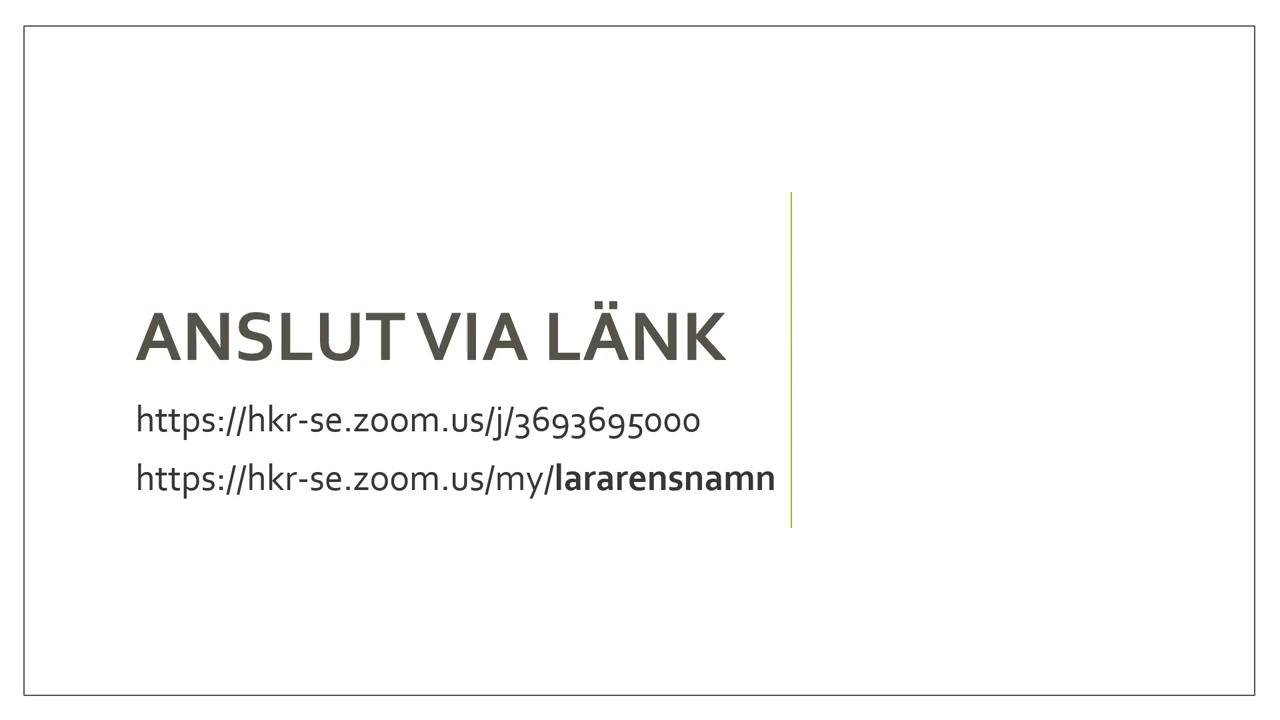 ANSLUT VIA LÄNK
https://hkr-se.zoom.us/j/3693695000
https://hkr-se.zoom.us/my/lararensnamn